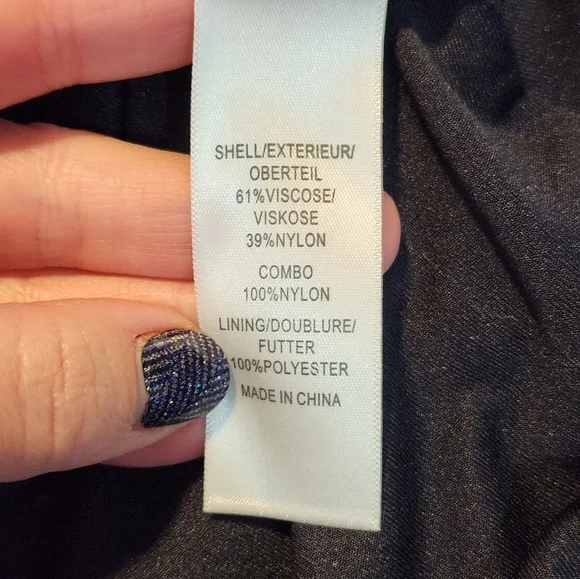 SHELL/EXTERIEUR/
OBERTEIL
61%VISCOSE/
VISKOSE
39%NYLON
COMBO
100%NYLON
LINING/DOUBLURE/
FUTTER
100%POLYESTER
MADE IN CHINA